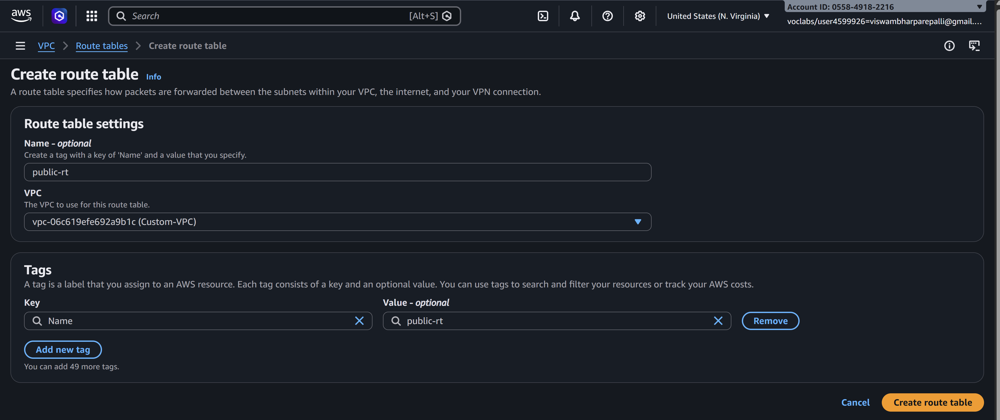 aws
Search [Alt+S]
United States (N. Virginia)
Account ID: 0558-4918-2216
voclabs/user4599926=viswambharparepalli@gmail....
VPC Route tables Create route table
Create route table Info
A route table specifies how packets are forwarded between the subnets within your VPC, the internet, and your VPN connection.
Route table settings
Name - optional
Create a tag with a key of 'Name' and a value that you specify.
public-rt
VPC
The VPC to use for this route table.
vpc-06c619efe692a9b1c (Custom-VPC)
Tags
A tag is a label that you assign to an AWS resource. Each tag consists of a key and an optional value. You can use tags to search and filter your resources or track your AWS costs.
Key Value - optional
Name public-rt Remove
Add new tag
You can add 49 more tags.
Cancel Create route table